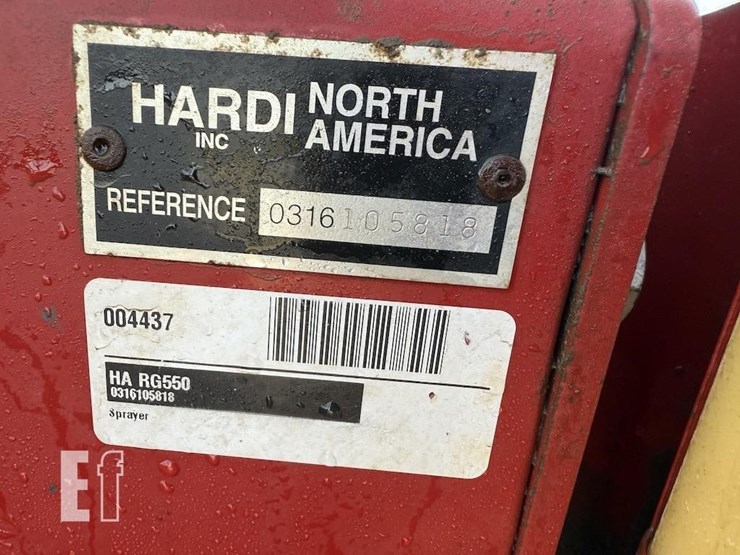 HARDI NORTH
INC AMERICA
REFERENCE 0316105818
004437
HA RG550
0316105818
Sprayer
Ef